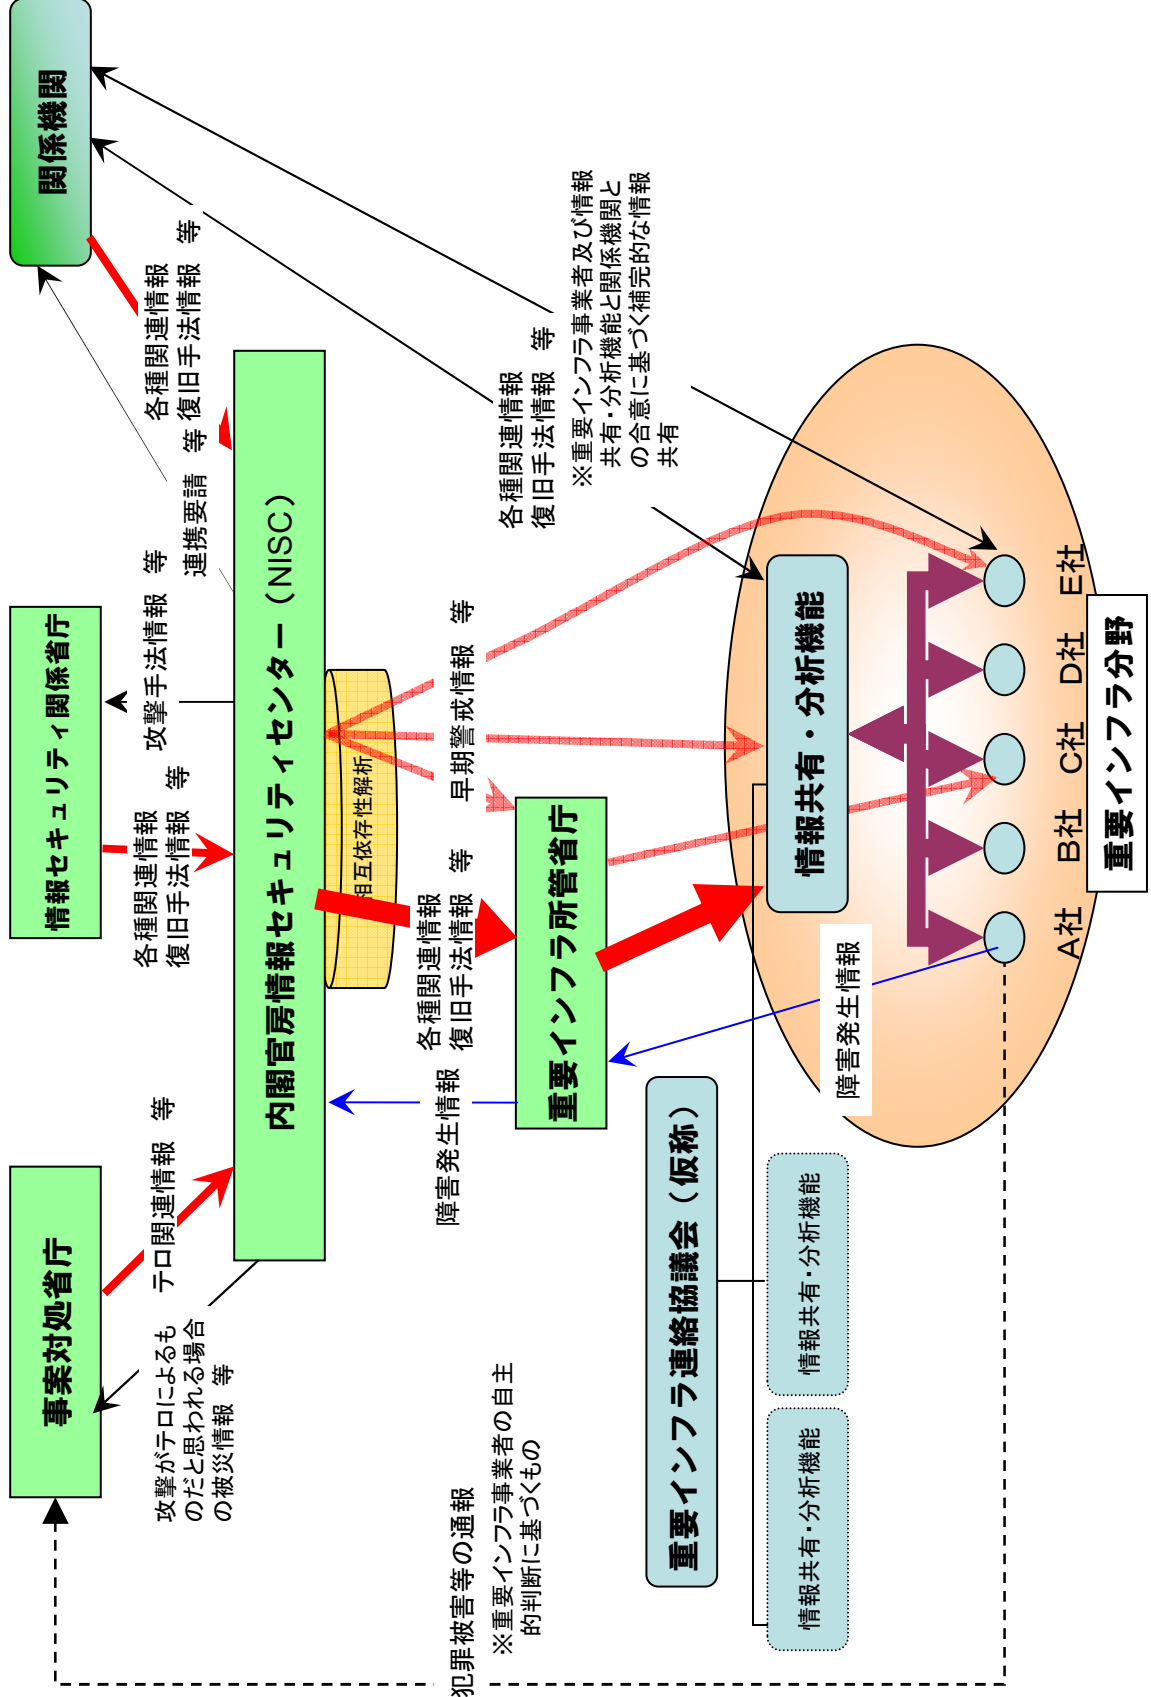 事案対処省庁
情報セキュリティ関係省庁
関係機関
攻撃がテロによるも
のだと思われる場合
の被災情報　等
テロ関連情報　等
各種関連情報
復旧手法情報　等
攻撃手法情報　等
連携要請　等
各種関連情報
復旧手法情報　等
内閣官房情報セキュリティセンター（NISC）
相互依存性解析
障害発生情報
各種関連情報
復旧手法情報　等
早期警戒情報　等
各種関連情報
復旧手法情報　等
※重要インフラ事業者及び情報
共有・分析機能と関係機関と
の合意に基づく補完的な情報
共有
犯罪被害等の通報
※重要インフラ事業者の自主
的判断に基づくもの
重要インフラ所管省庁
重要インフラ連絡協議会（仮称）
情報共有・分析機能
情報共有・分析機能
情報共有・分析機能
障害発生情報
A社
B社
C社
D社
E社
重要インフラ分野